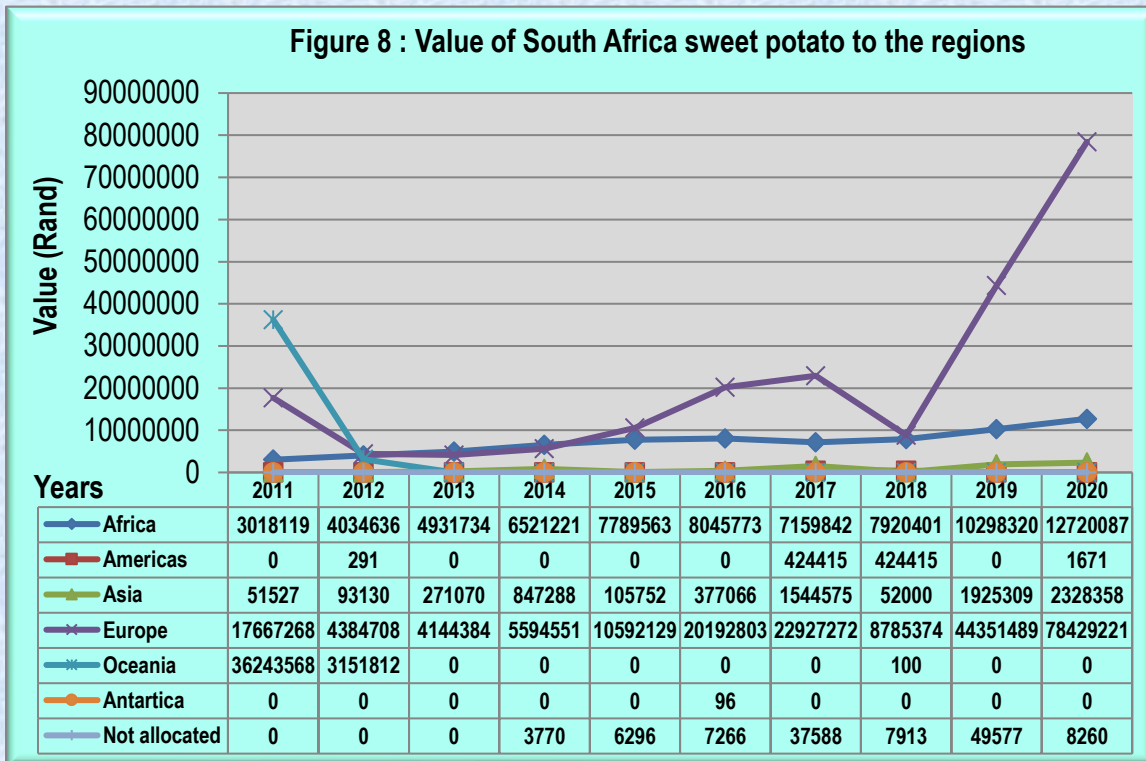 Figure 8 : Value of South Africa sweet potato to the regions
Value (Rand)
90000000
80000000
70000000
60000000
50000000
40000000
30000000
20000000
10000000
0
Years 2011 2012 2013 2014 2015 2016 2017 2018 2019 2020
Africa 3018119 4034636 4931734 6521221 7789563 8045773 7159842 7920401 10298320 12720087
Americas 0 291 0 0 0 0 424415 424415 0 1671
Asia 51527 93130 271070 847288 105752 377066 1544575 52000 1925309 2328358
Europe 17667268 4384708 4144384 5594551 10592129 20192803 22927272 8785374 44351489 78429221
Oceania 36243568 3151812 0 0 0 0 0 100 0 0
Antartica 0 0 0 0 0 96 0 0 0 0
Not allocated 0 0 0 3770 6296 7266 37588 7913 49577 8260